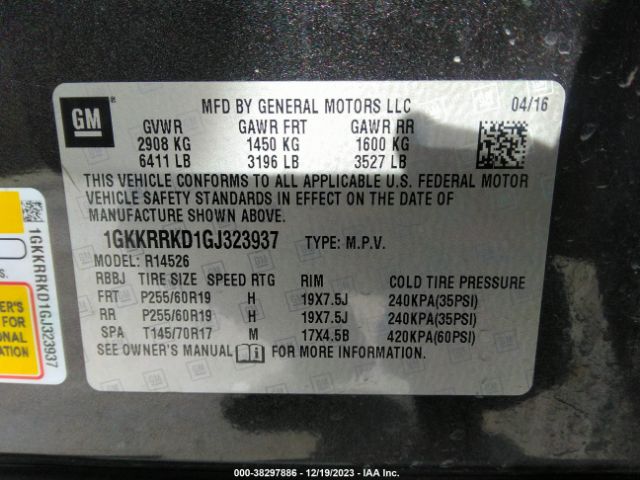 GM
MFD BY GENERAL MOTORS LLC 04/16
GVWR GAWR FRT GAWR RR
2908 KG 1450 KG 1600 KG
6411 LB 3196 LB 3527 LB
THIS VEHICLE CONFORMS TO ALL APPLICABLE U.S. FEDERAL MOTOR
VEHICLE SAFETY STANDARDS IN EFFECT ON THE DATE OF
MANUFACTURE SHOWN ABOVE.
1GKKRRKD1GJ323937 TYPE: M.P.V.
MODEL: R14526
RBBJ TIRE SIZE SPEED RTG RIM COLD TIRE PRESSURE
FRT P255/60R19 H 19X7.5J 240KPA(35PSI)
RR P255/60R19 H 19X7.5J 240KPA(35PSI)
SPA T145/70R17 M 17X4.5B 420KPA(60PSI)
SEE OWNER'S MANUAL FOR MORE INFORMATION.
1GKKRRKD1GJ323937
ER'S
FOR
ONAL
TION
000-38297886 - 12/19/2023 - IAA Inc.